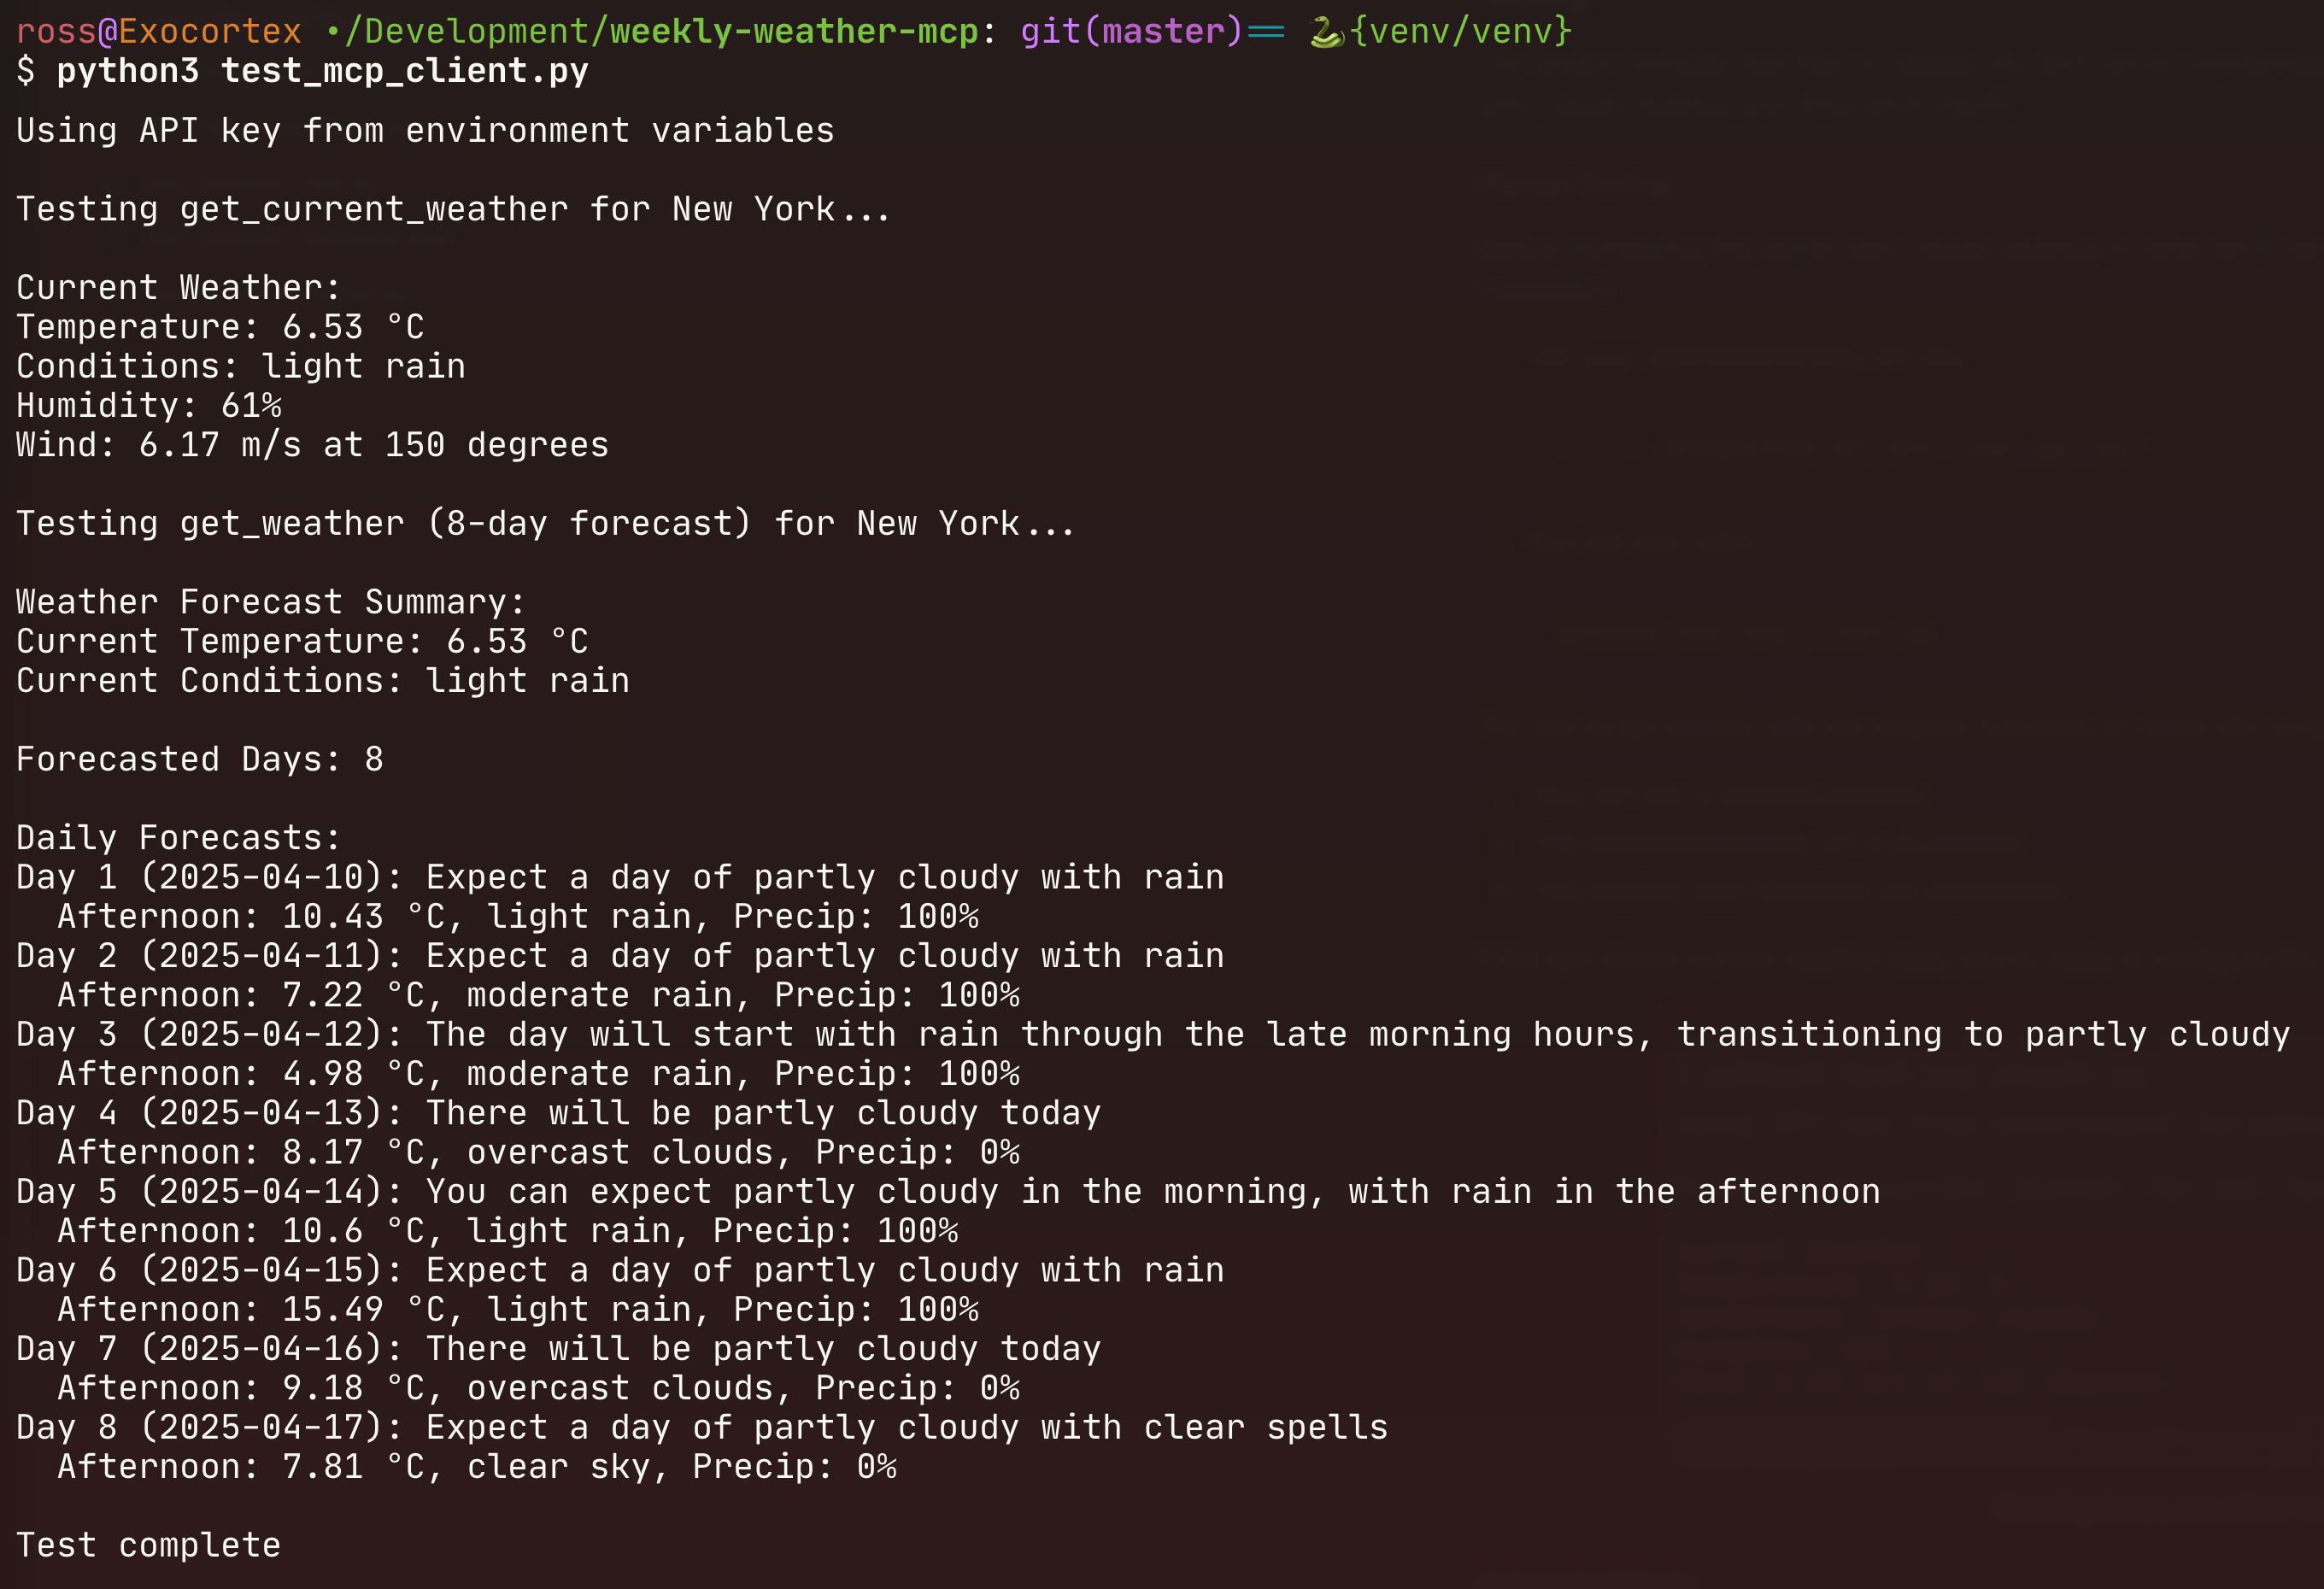 ross@Exocortex •/Development/weekly-weather-mcp: git(master)== 🐍{venv/venv}
$ python3 test_mcp_client.py
Using API key from environment variables
Testing get_current_weather for New York...
Current Weather:
Temperature: 6.53 °C
Conditions: light rain
Humidity: 61%
Wind: 6.17 m/s at 150 degrees
Testing get_weather (8-day forecast) for New York...
Weather Forecast Summary:
Current Temperature: 6.53 °C
Current Conditions: light rain
Forecasted Days: 8
Daily Forecasts:
Day 1 (2025-04-10): Expect a day of partly cloudy with rain
  Afternoon: 10.43 °C, light rain, Precip: 100%
Day 2 (2025-04-11): Expect a day of partly cloudy with rain
  Afternoon: 7.22 °C, moderate rain, Precip: 100%
Day 3 (2025-04-12): The day will start with rain through the late morning hours, transitioning to partly cloudy
  Afternoon: 4.98 °C, moderate rain, Precip: 100%
Day 4 (2025-04-13): There will be partly cloudy today
  Afternoon: 8.17 °C, overcast clouds, Precip: 0%
Day 5 (2025-04-14): You can expect partly cloudy in the morning, with rain in the afternoon
  Afternoon: 10.6 °C, light rain, Precip: 100%
Day 6 (2025-04-15): Expect a day of partly cloudy with rain
  Afternoon: 15.49 °C, light rain, Precip: 100%
Day 7 (2025-04-16): There will be partly cloudy today
  Afternoon: 9.18 °C, overcast clouds, Precip: 0%
Day 8 (2025-04-17): Expect a day of partly cloudy with clear spells
  Afternoon: 7.81 °C, clear sky, Precip: 0%
Test complete